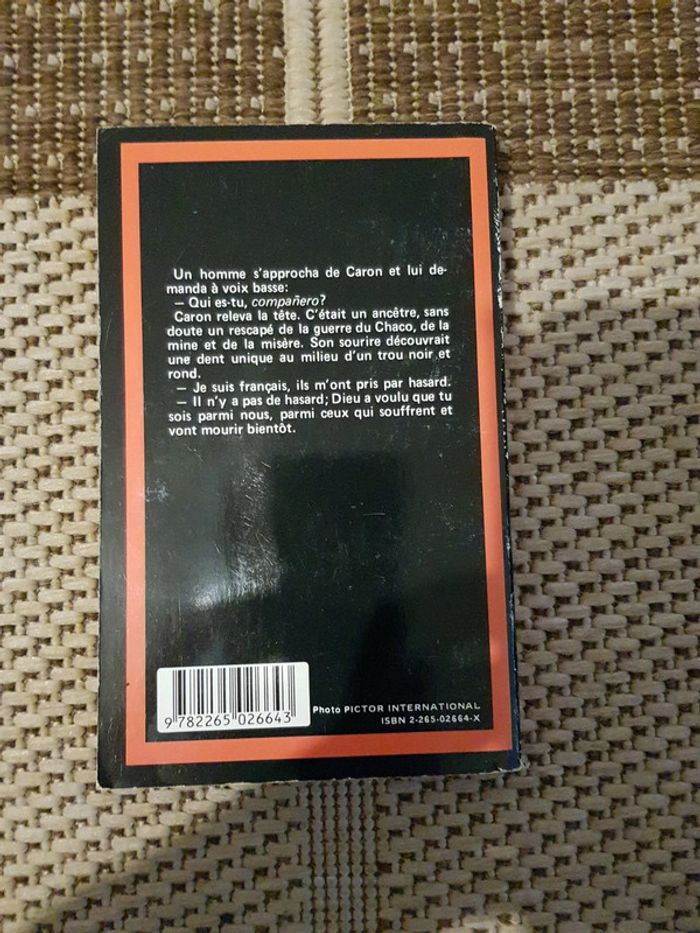 Un homme s'approcha de Caron et lui de-
manda à voix basse:
— Qui es-tu, compañero?
Caron releva la tête. C'était un ancêtre, sans
doute un rescapé de la guerre du Chaco, de la
mine et de la misère. Son sourire découvrait
une dent unique au milieu d'un trou noir et
rond.
— Je suis français, ils m'ont pris par hasard.
— Il n'y a pas de hasard; Dieu a voulu que tu
sois parmi nous, parmi ceux qui souffrent et
vont mourir bientôt.
9 782265 026643
Photo PICTOR INTERNATIONAL
ISBN 2-265-02664-X